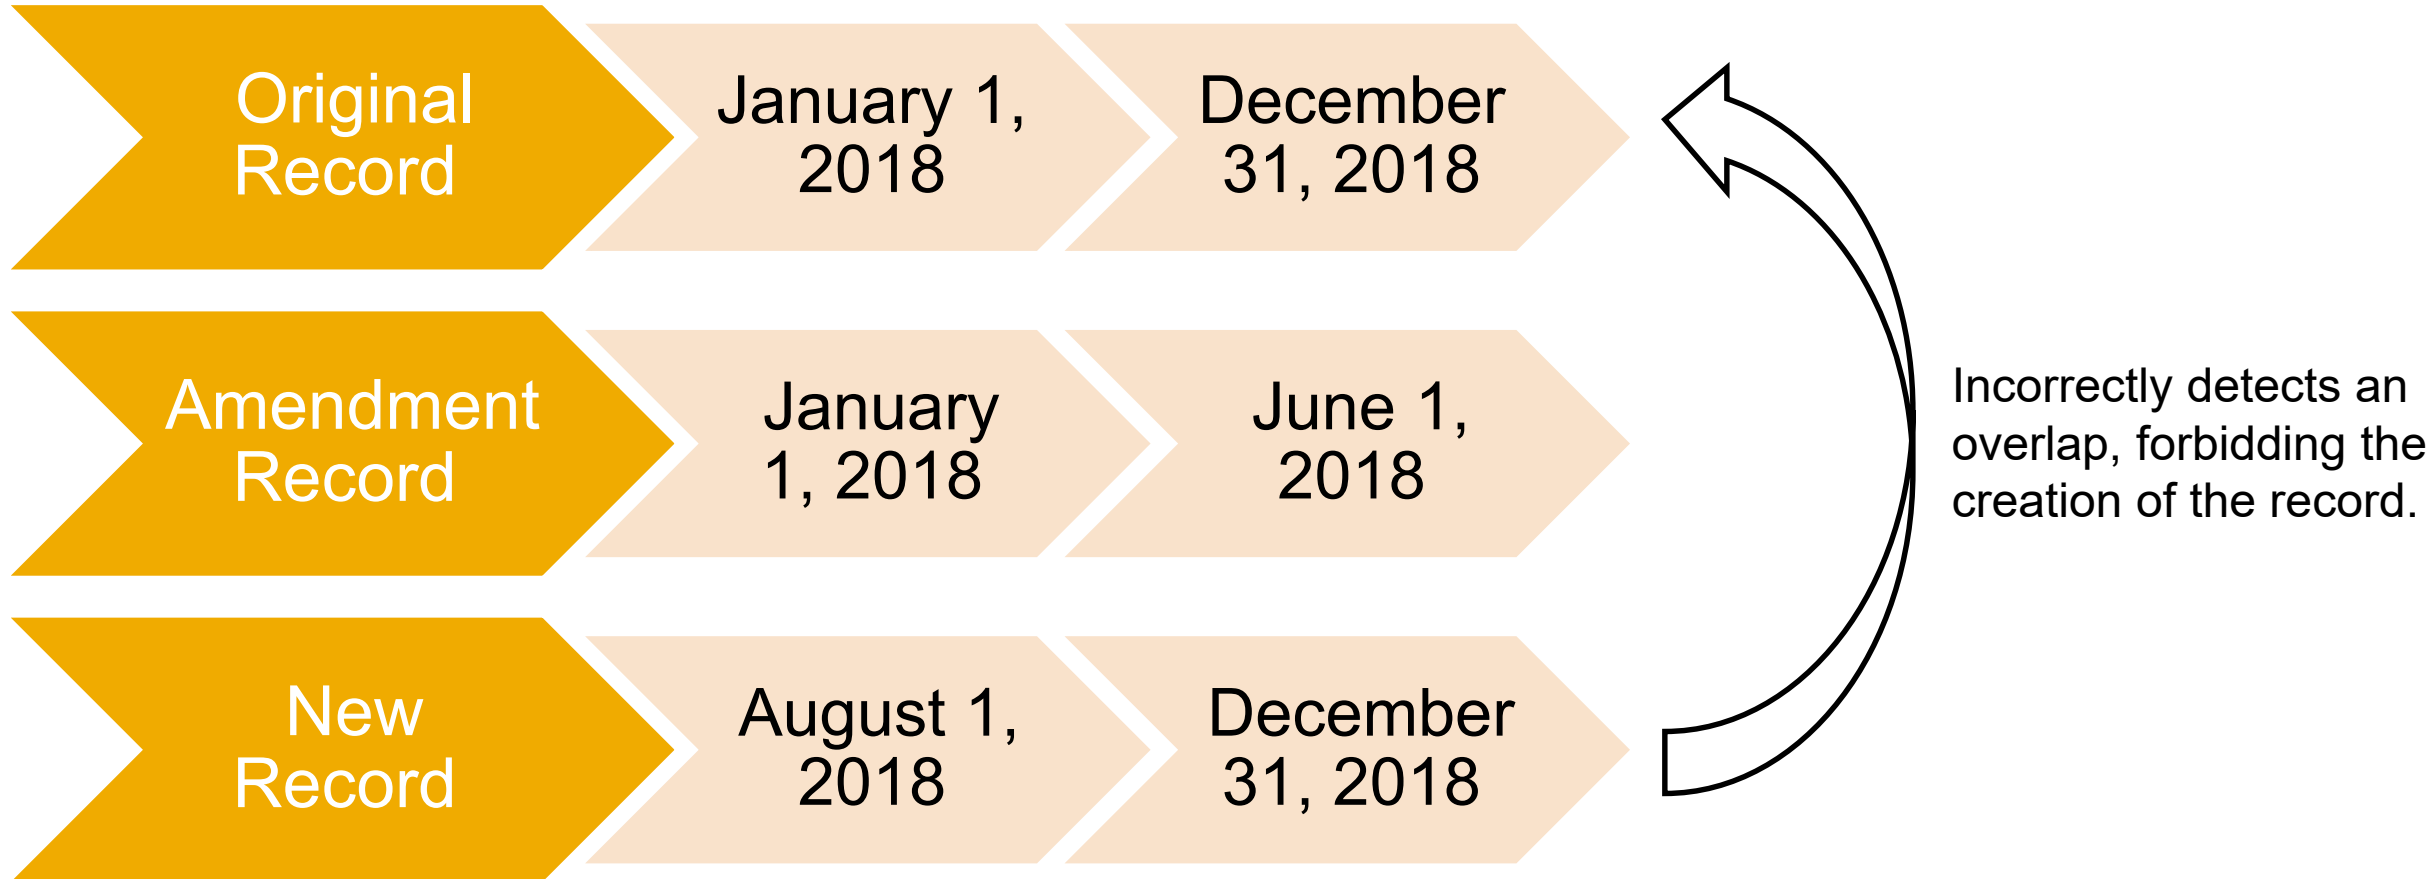 Original
Record
January 1,
2018
December
31, 2018
Amendment
Record
January
1, 2018
June 1,
2018
Incorrectly detects an
overlap, forbidding the
creation of the record.
New
Record
August 1,
2018
December
31, 2018